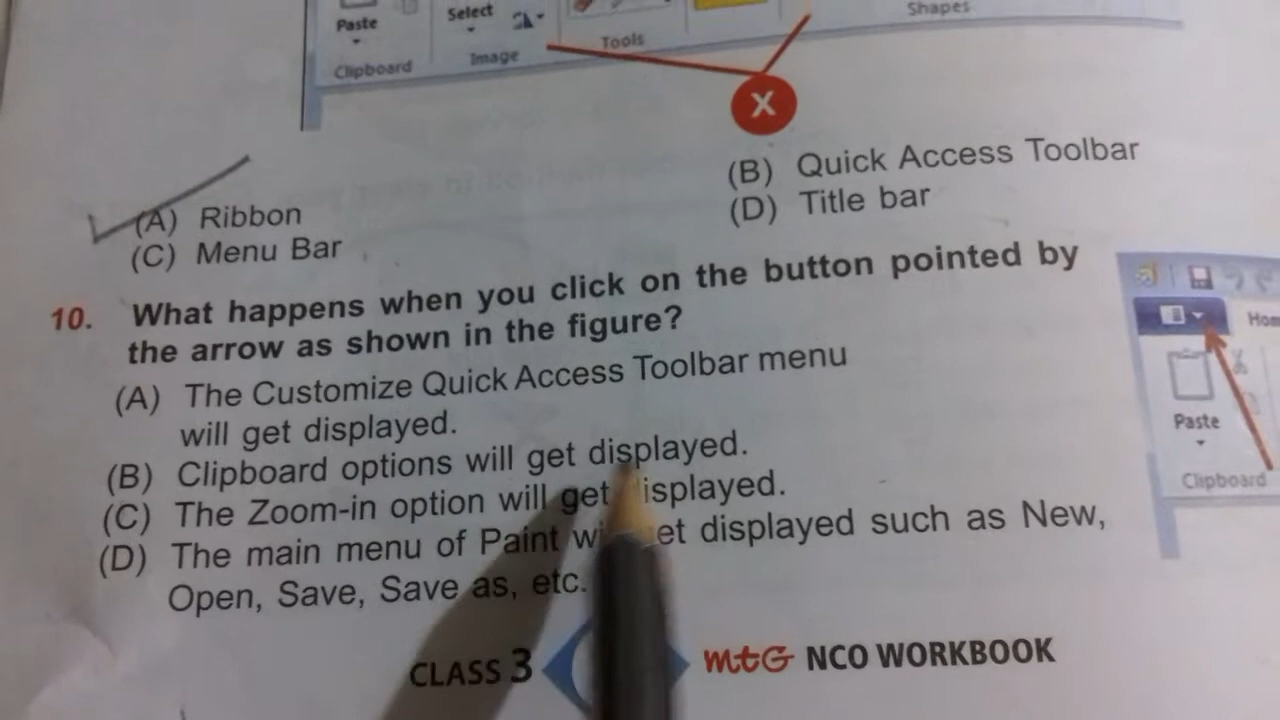 Paste
Select
Shapes
Tools
Image
Clipboard
X
(A) Ribbon
(B) Quick Access Toolbar
(C) Menu Bar
(D) Title bar
10. What happens when you click on the button pointed by
the arrow as shown in the figure?
(A) The Customize Quick Access Toolbar menu
will get displayed.
(B) Clipboard options will get displayed.
(C) The Zoom-in option will get displayed.
(D) The main menu of Paint will get displayed such as New,
Open, Save, Save as, etc.
Hom
Paste
Clipboard
CLASS 3
mtG NCO WORKBOOK